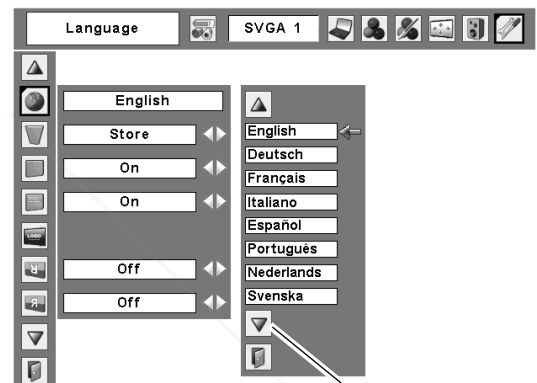 Language
SVGA 1
English
Store
On
On
Off
Off
English
Deutsch
Français
Italiano
Español
Português
Nederlands
Svenska